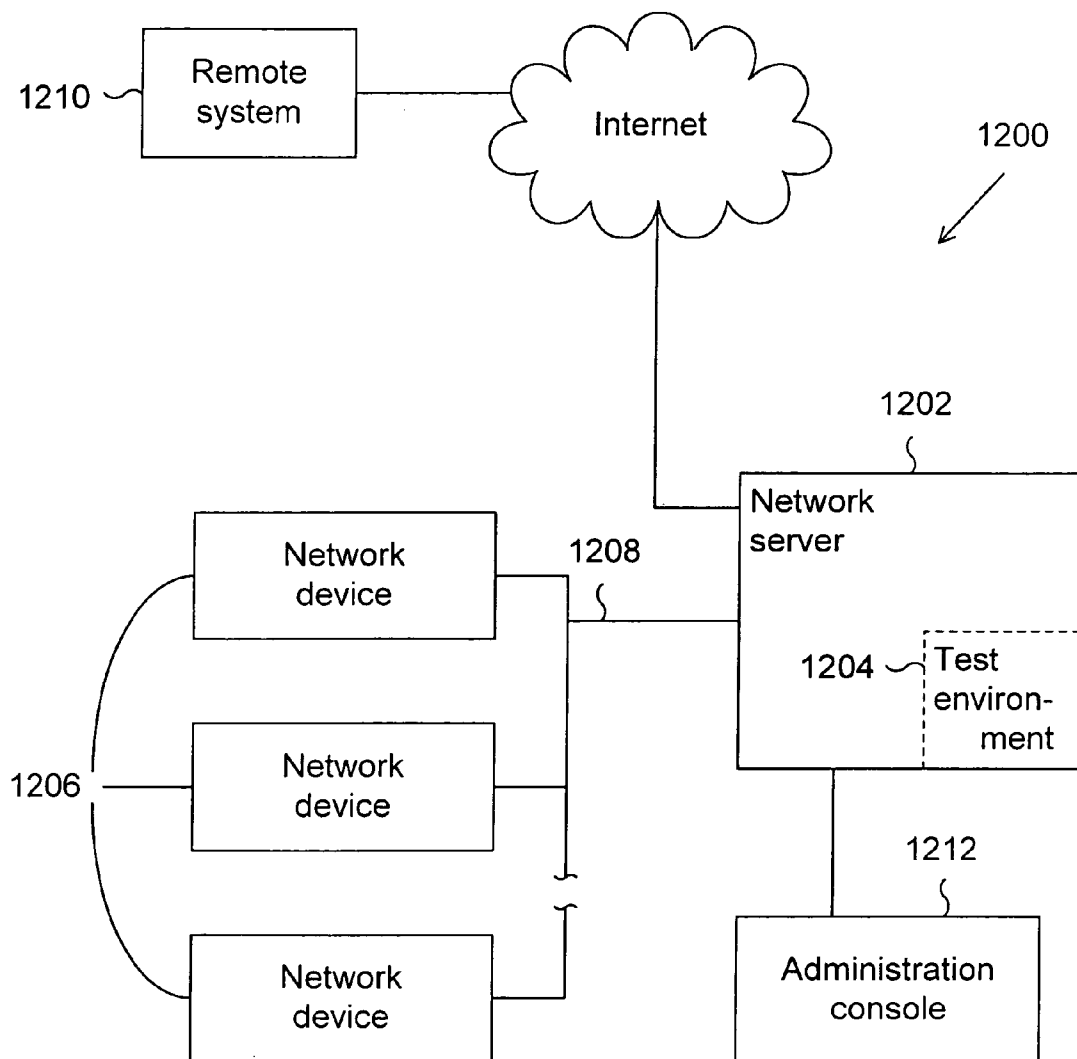 Remote
system
1210
Internet
1200
1202
Network
server
Network
device
1208
1204
Test
environ-
ment
Network
device
1206
1212
Network
device
Administration
console